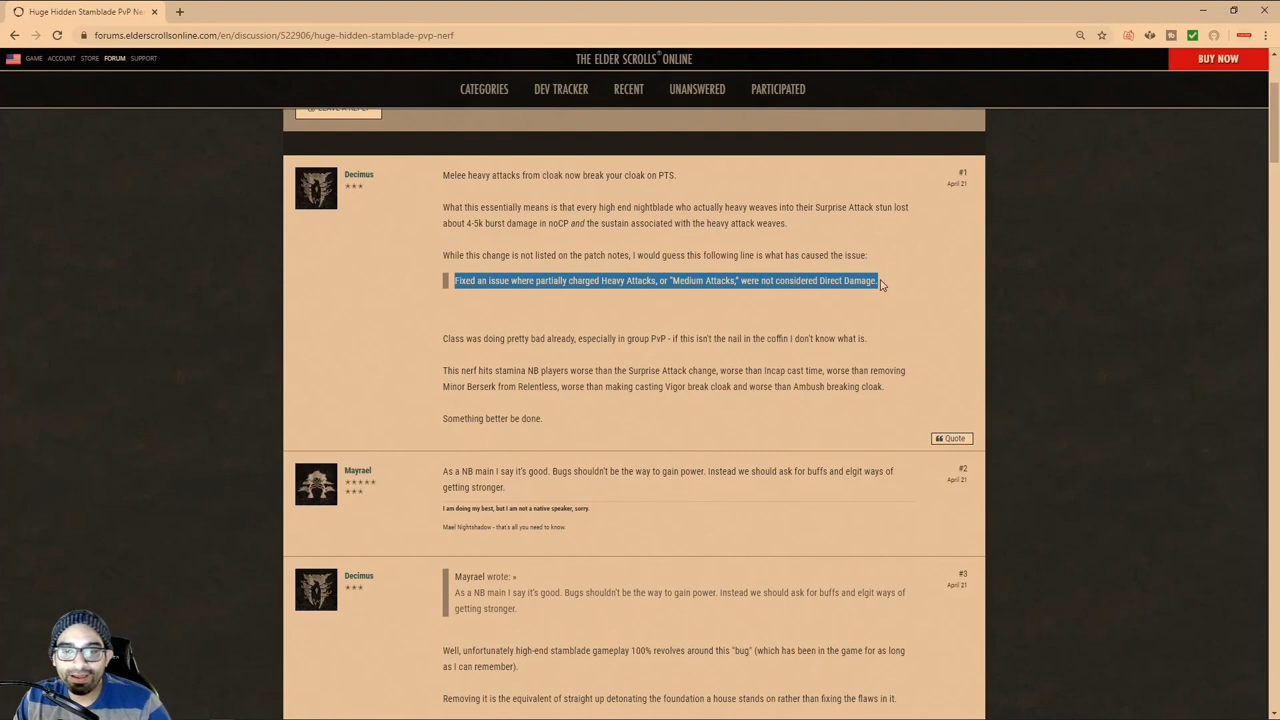 Huge Hidden Stamblade PvP Ne
forums.elderscrollsonline.com/en/discussion/522906/huge-hidden-stamblade-pvp-nerf
GAME ACCOUNT STORE FORUM SUPPORT
THE ELDER SCROLLS ONLINE
BUY NOW
CATEGORIES DEV TRACKER RECENT UNANSWERED PARTICIPATED
Decimus
#1
April 21
Melee heavy attacks from cloak now break your cloak on PTS.
What this essentially means is that every high end nightblade who actually heavy weaves into their Surprise Attack stun lost
about 4-5k burst damage in noCP and the sustain associated with the heavy attack weaves.
While this change is not listed on the patch notes, I would guess this following line is what has caused the issue:
Fixed an issue where partially charged Heavy Attacks, or "Medium Attacks," were not considered Direct Damage.
Class was doing pretty bad already, especially in group PvP - if this isn't the nail in the coffin I don't know what is.
This nerf hits stamina NB players worse than the Surprise Attack change, worse than Incap cast time, worse than removing
Minor Berserk from Relentless, worse than making casting Vigor break cloak and worse than Ambush breaking cloak.
Something better be done.
Quote
Mayrael
#2
April 21
As a NB main I say it's good. Bugs shouldn't be the way to gain power. Instead we should ask for buffs and elgit ways of
getting stronger.
I am doing my best, but I am not a native speaker, sorry.
Mael Nightshadow - that's all you need to know.
Decimus
#3
April 21
Mayrael wrote: »
As a NB main I say it's good. Bugs shouldn't be the way to gain power. Instead we should ask for buffs and elgit ways of
getting stronger.
Well, unfortunately high-end stamblade gameplay 100% revolves around this "bug" (which has been in the game for as long
as I can remember).
Removing it is the equivalent of straight up detonating the foundation a house stands on rather than fixing the flaws in it.